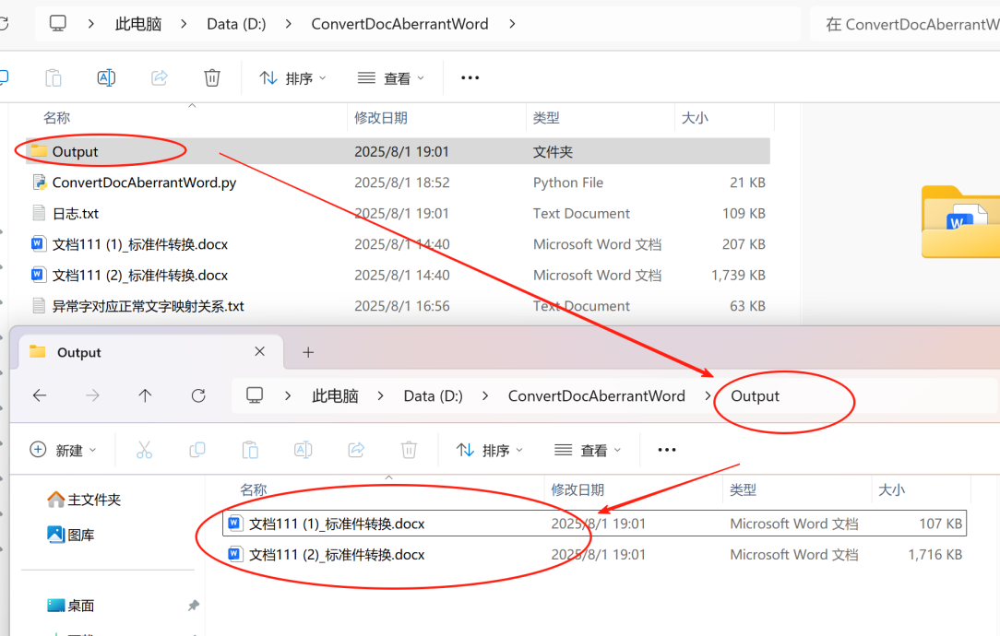 此电脑 Data (D:) ConvertDocAberrantWord 在 ConvertDocAberrantW
排序 查看
名称 修改日期 类型 大小
Output 2025/8/1 19:01 文件夹
ConvertDocAberrantWord.py 2025/8/1 18:52 Python File 21 KB
日志.txt 2025/8/1 19:01 Text Document 109 KB
文档111 (1)_标准件转换.docx 2025/8/1 14:40 Microsoft Word 文档 207 KB
文档111 (2)_标准件转换.docx 2025/8/1 14:40 Microsoft Word 文档 1,739 KB
异常字对应正常文字映射关系.txt 2025/8/1 16:56 Text Document 63 KB
Output
此电脑 Data (D:) ConvertDocAberrantWord Output
新建 排序 查看
名称 修改日期 类型 大小
主文件夹
文档111 (1)_标准件转换.docx 2025/8/1 19:01 Microsoft Word 文档 107 KB
图库
文档111 (2)_标准件转换.docx 2025/8/1 19:01 Microsoft Word 文档 1,716 KB
桌面